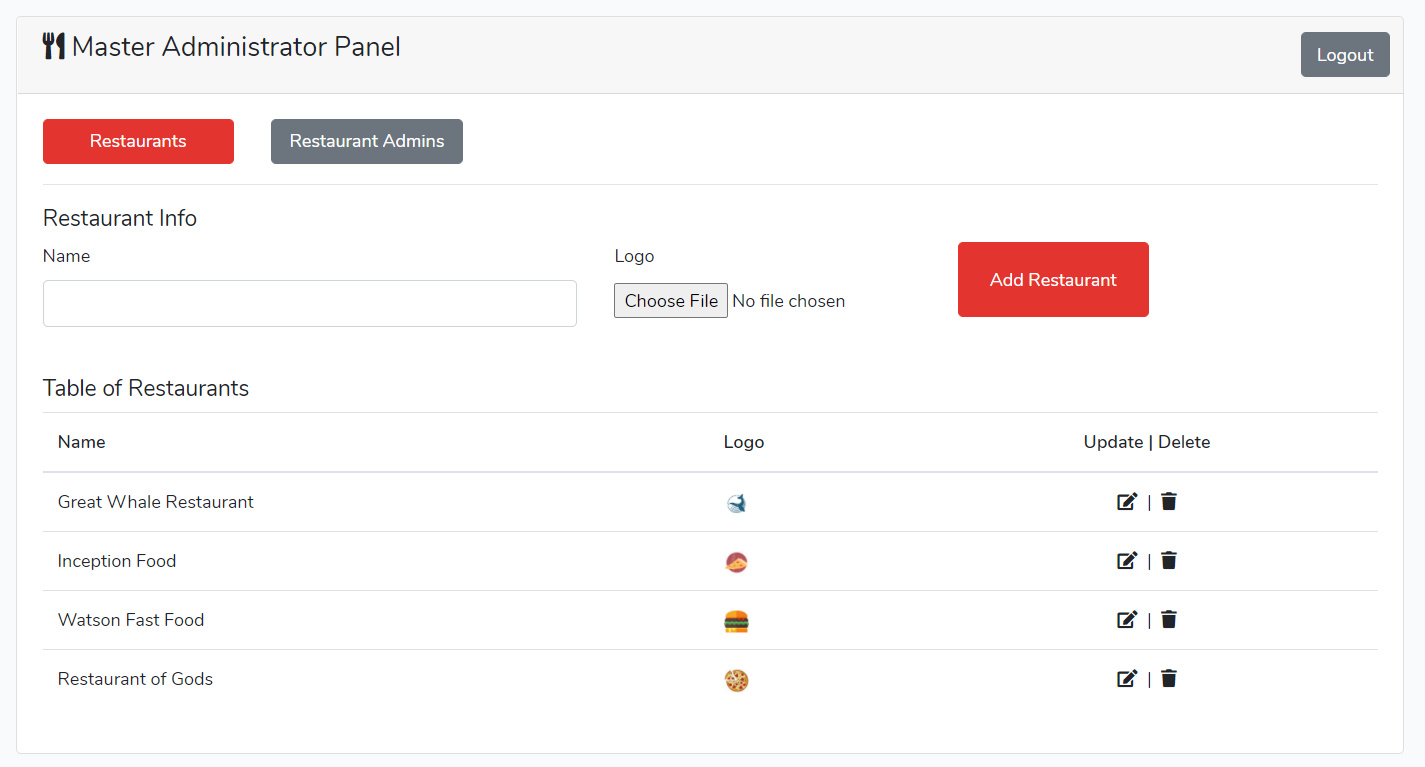 Master Administrator Panel
Logout
Restaurants
Restaurant Admins
Restaurant Info
Name
Logo
Choose File No file chosen
Add Restaurant
Table of Restaurants
Name Logo Update | Delete
Great Whale Restaurant |
Inception Food |
Watson Fast Food |
Restaurant of Gods |